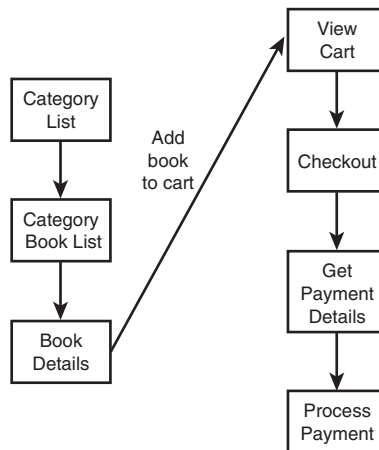 Category
List
Category
Book List
Book
Details
Add
book
to cart
View
Cart
Checkout
Get
Payment
Details
Process
Payment